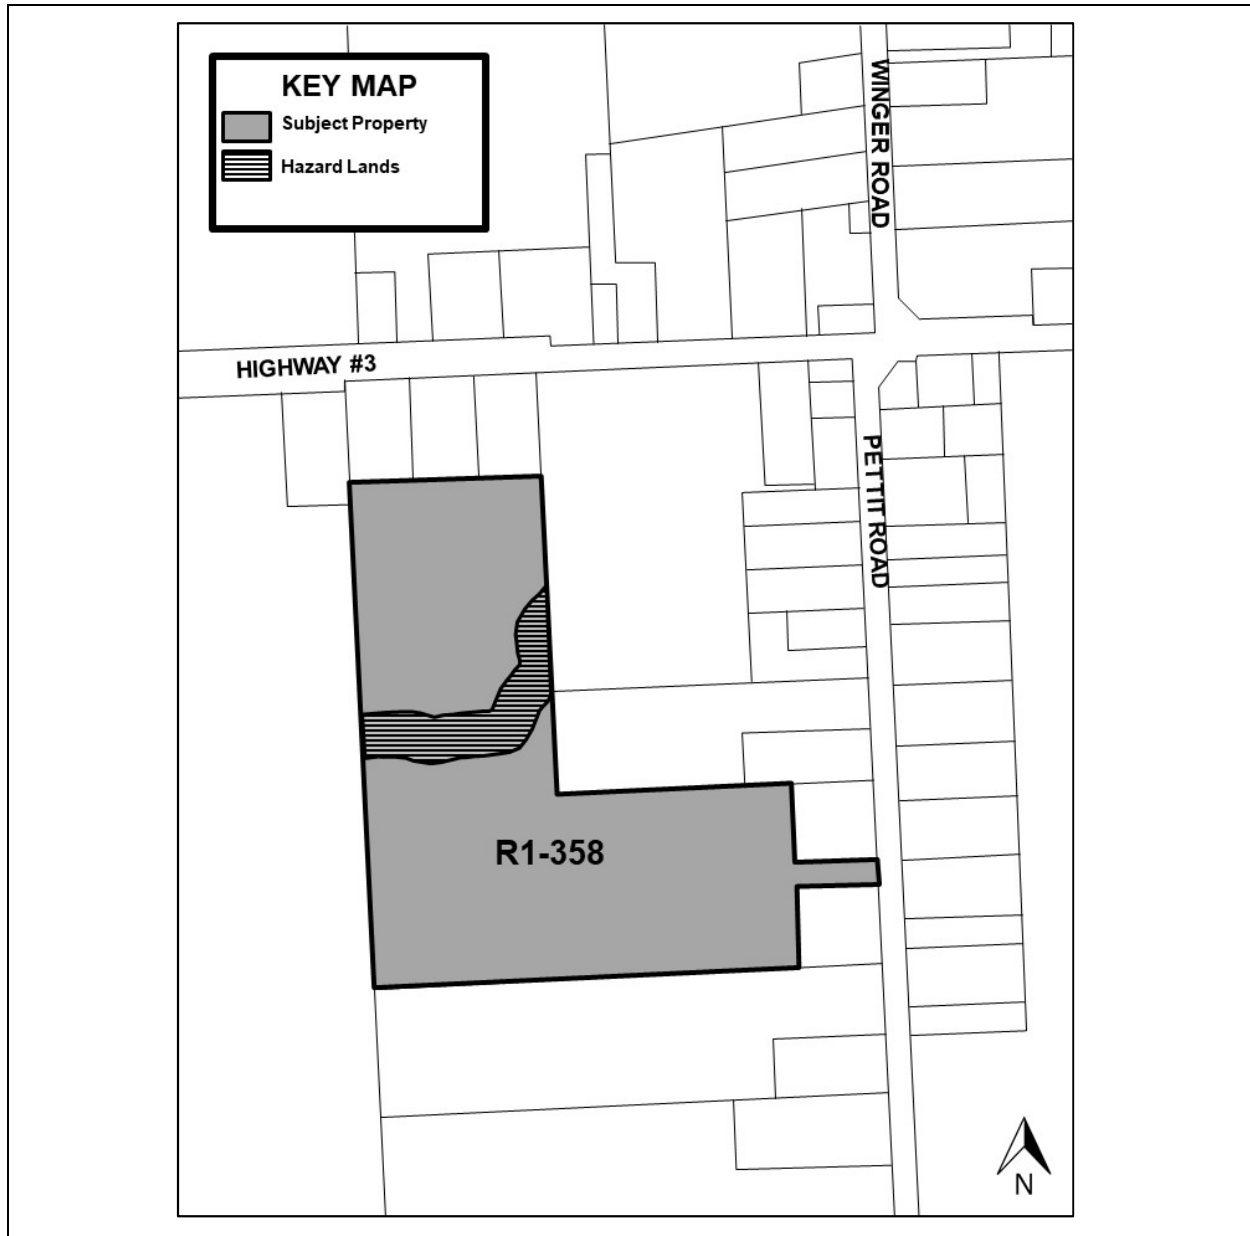 KEY MAP
Subject Property
Hazard Lands
WINGER ROAD
HIGHWAY #3
PETTIT ROAD
R1-358
N